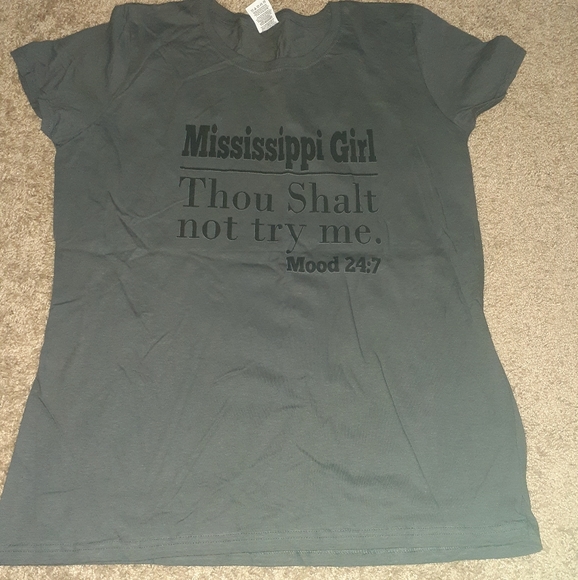 Mississippi Girl
Thou Shalt
not try me.
Mood 24:7